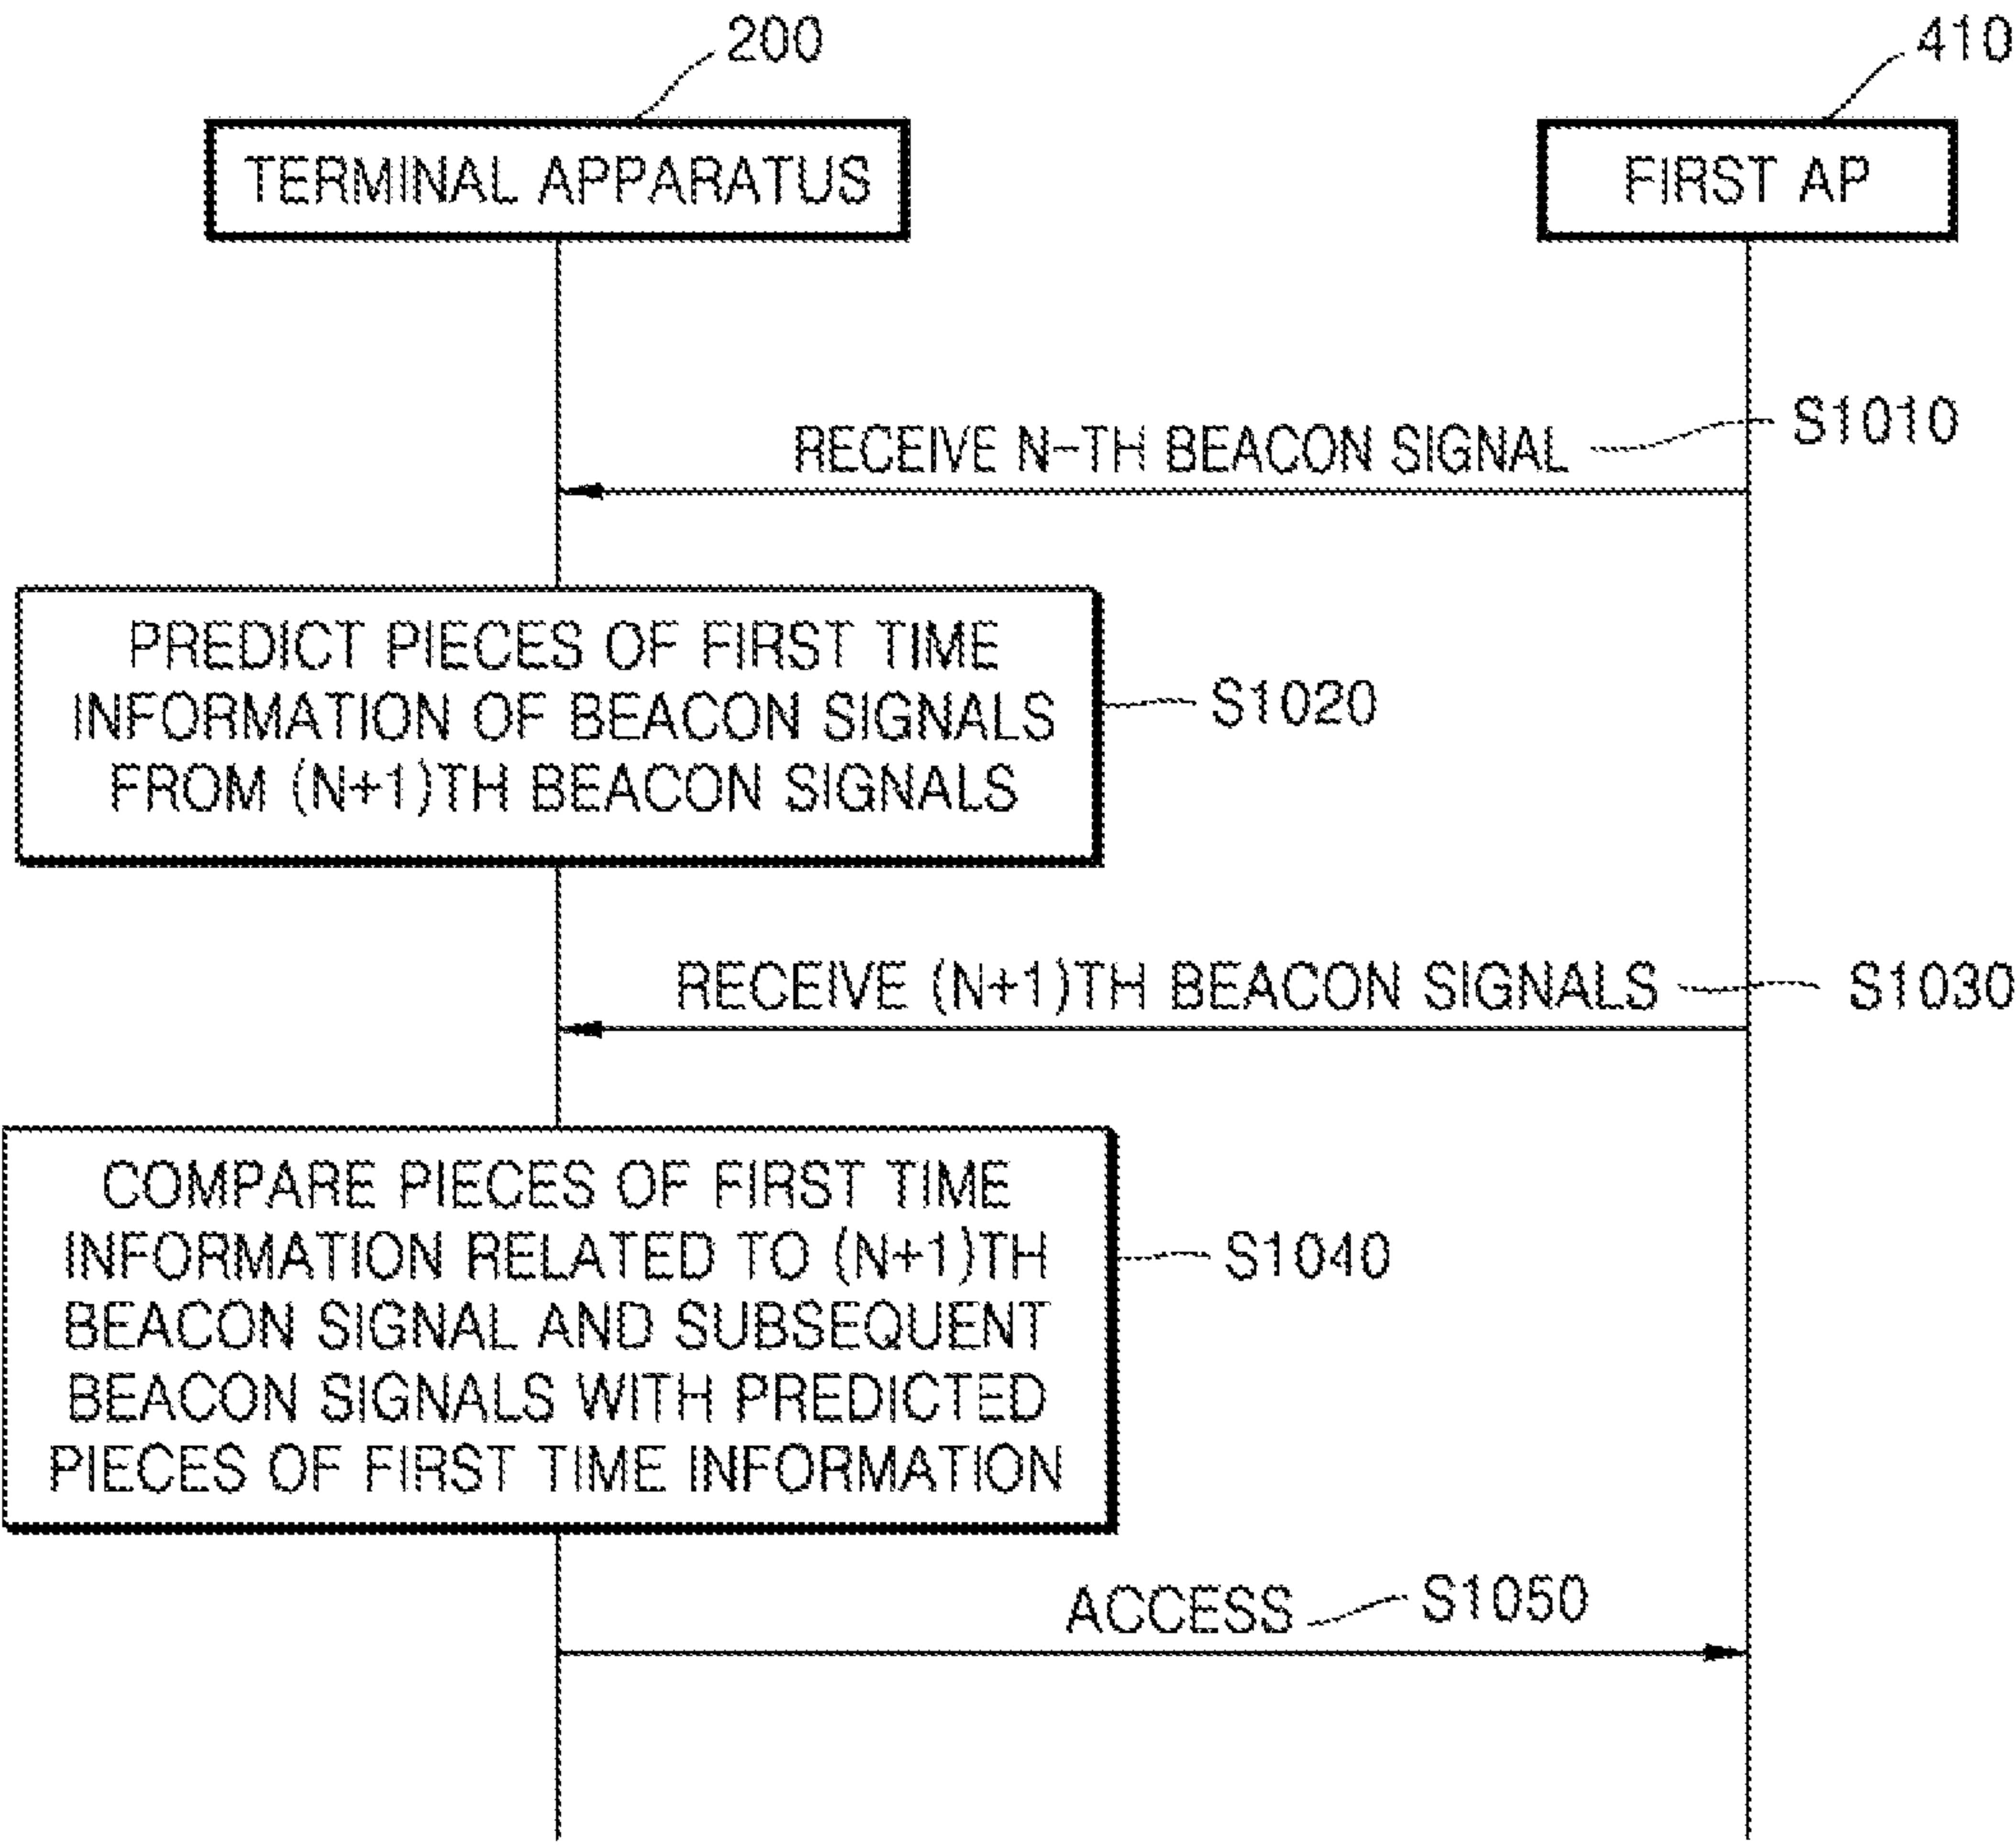 200
410
TERMINAL APPARATUS
FIRST AP
RECEIVE N-TH BEACON SIGNAL
S1010
PREDICT PIECES OF FIRST TIME
INFORMATION OF BEACON SIGNALS
FROM (N+1)TH BEACON SIGNALS
S1020
RECEIVE (N+1)TH BEACON SIGNALS
S1030
COMPARE PIECES OF FIRST TIME
INFORMATION RELATED TO (N+1)TH
BEACON SIGNAL AND SUBSEQUENT
BEACON SIGNALS WITH PREDICTED
PIECES OF FIRST TIME INFORMATION
S1040
ACCESS
S1050